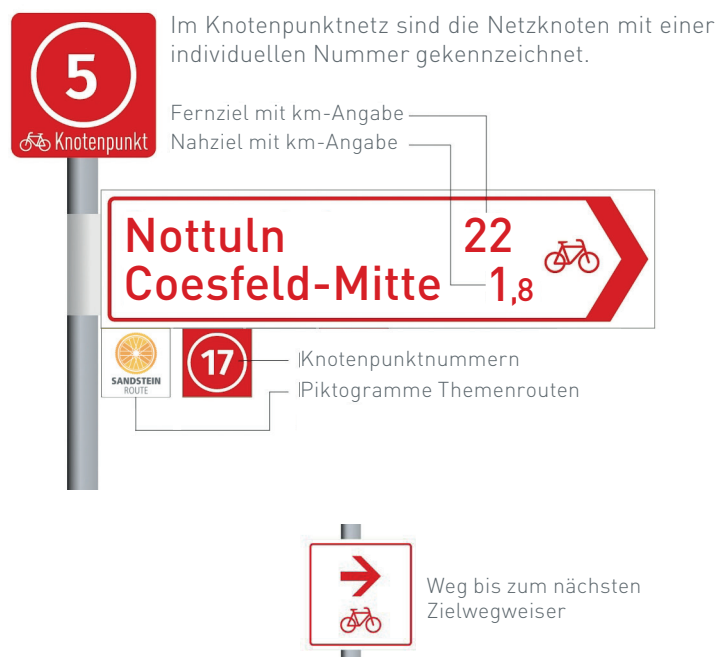 5
Knotenpunkt
Im Knotenpunktnetz sind die Netzknoten mit einer
individuellen Nummer gekennzeichnet.
Fernziel mit km-Angabe
Nahziel mit km-Angabe
Nottuln 22
Coesfeld-Mitte 1,8
SANDSTEIN
ROUTE
17
Knotenpunktnummern
Piktogramme Themenrouten
Weg bis zum nächsten
Zielwegweiser